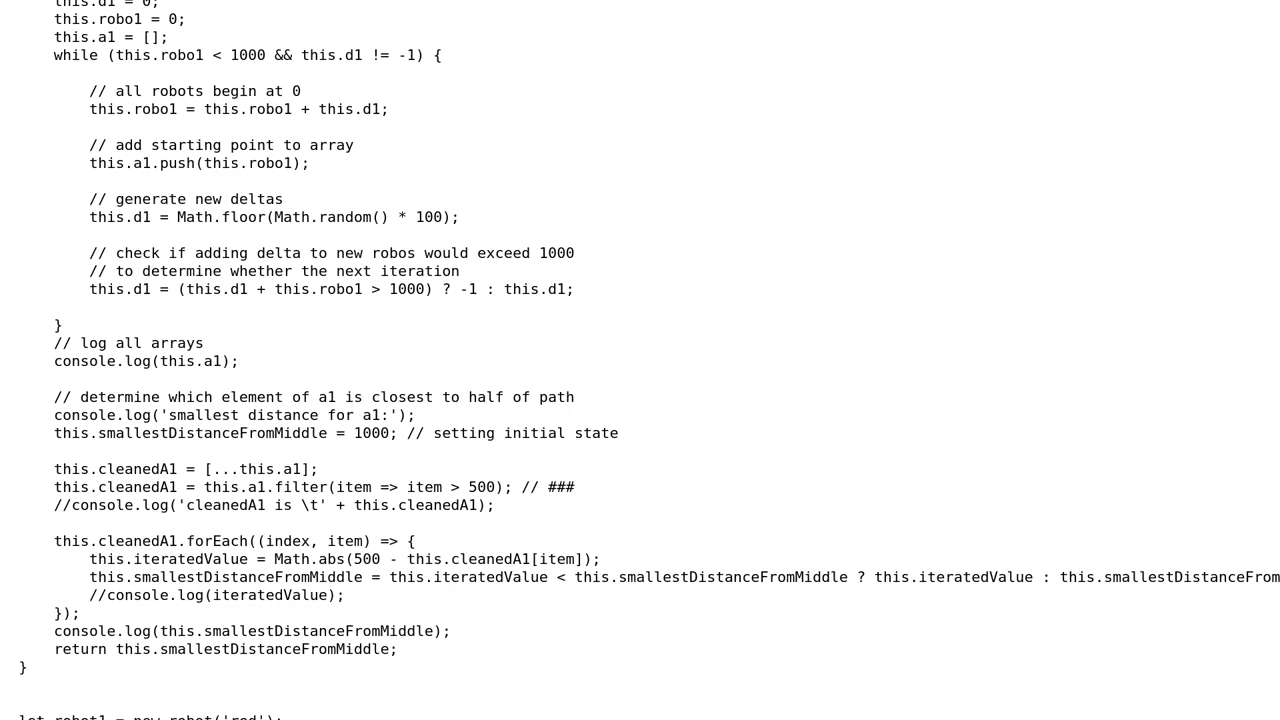 this.d1 = 0;
this.robo1 = 0;
this.a1 = [];
while (this.robo1 < 1000 && this.d1 != -1) {
// all robots begin at 0
this.robo1 = this.robo1 + this.d1;
// add starting point to array
this.a1.push(this.robo1);
// generate new deltas
this.d1 = Math.floor(Math.random() * 100);
// check if adding delta to new robos would exceed 1000
// to determine whether the next iteration
this.d1 = (this.d1 + this.robo1 > 1000) ? -1 : this.d1;
}
// log all arrays
console.log(this.a1);
// determine which element of a1 is closest to half of path
console.log('smallest distance for a1:');
this.smallestDistanceFromMiddle = 1000; // setting initial state
this.cleanedA1 = [...this.a1];
this.cleanedA1 = this.a1.filter(item => item > 500); // ###
//console.log('cleanedA1 is \t' + this.cleanedA1);
this.cleanedA1.forEach((index, item) => {
this.iteratedValue = Math.abs(500 - this.cleanedA1[item]);
this.smallestDistanceFromMiddle = this.iteratedValue < this.smallestDistanceFromMiddle ? this.iteratedValue : this.smallestDistanceFrom
//console.log(iteratedValue);
});
console.log(this.smallestDistanceFromMiddle);
return this.smallestDistanceFromMiddle;
}
let robot1 = new robot('red');